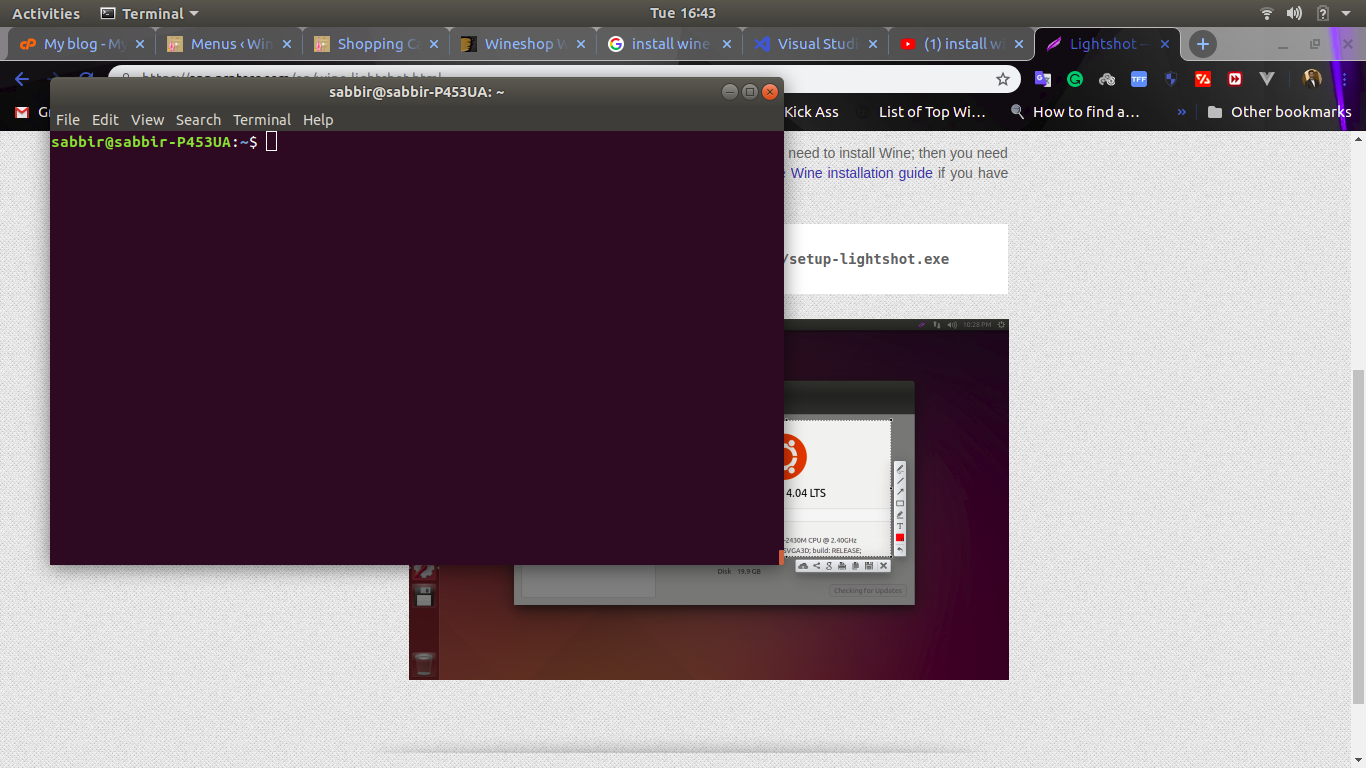 Activities Terminal Tue 16:43
My blog - My Menus ‹ Win Shopping Ca Wineshop W install wine Visual Studi (1) install wi Lightshot –
sabbir@sabbir-P453UA: ~
File Edit View Search Terminal Help
Kick Ass List of Top Wi... How to find a... » Other bookmarks
sabbir@sabbir-P453UA:~$
need to install Wine; then you need
Wine installation guide if you have
/setup-lightshot.exe
10:28 PM
4.04 LTS
-2430M CPU @ 2.40GHz
SVGA3D; build: RELEASE;
Disk 19.9 GB
Checking for Updates